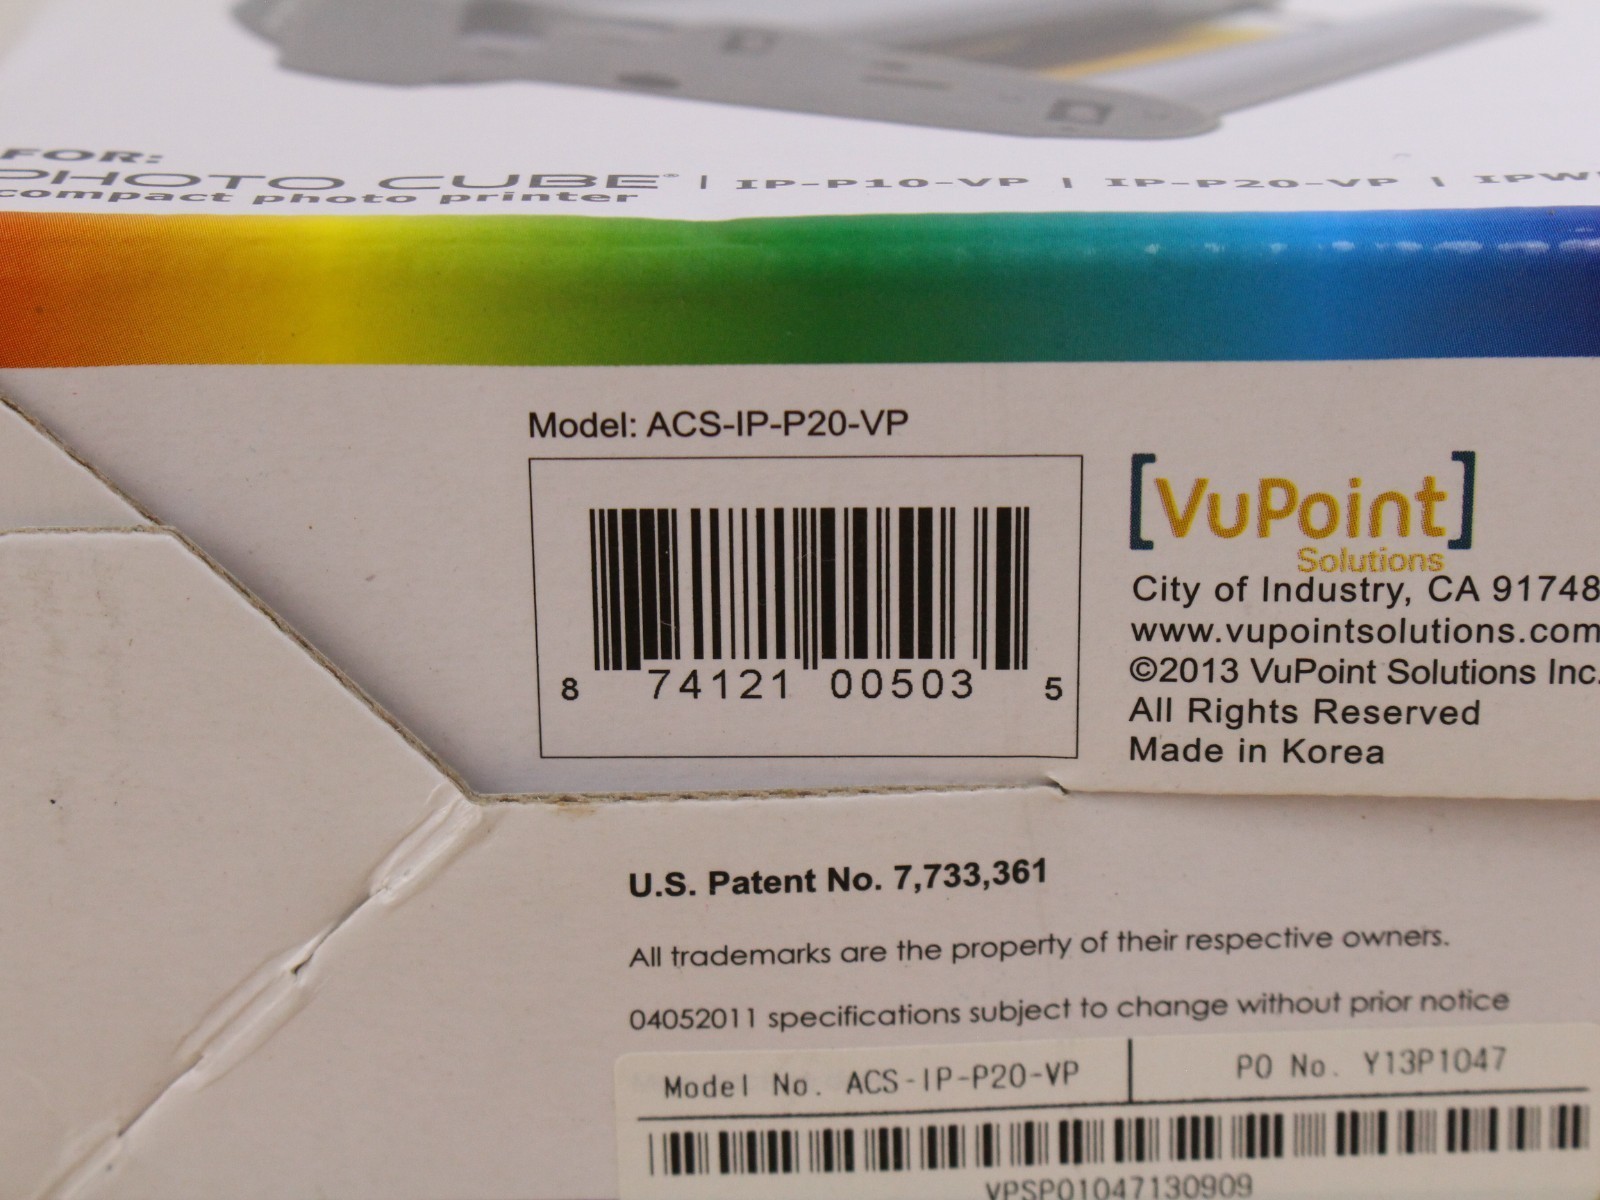 FOR:
PHOTO CUBE® | IP-P10-VP | IP-P20-VP |
compact photo printer
Model: ACS-IP-P20-VP
8 74121 00503 5
[VuPoint]
Solutions
City of Industry, CA 91748
www.vupointsolutions.com
©2013 VuPoint Solutions Inc.
All Rights Reserved
Made in Korea
U.S. Patent No. 7,733,361
All trademarks are the property of their respective owners.
04052011 specifications subject to change without prior notice
Model No. ACS-IP-P20-VP
PO No. Y13P1047
VPSP01047130909